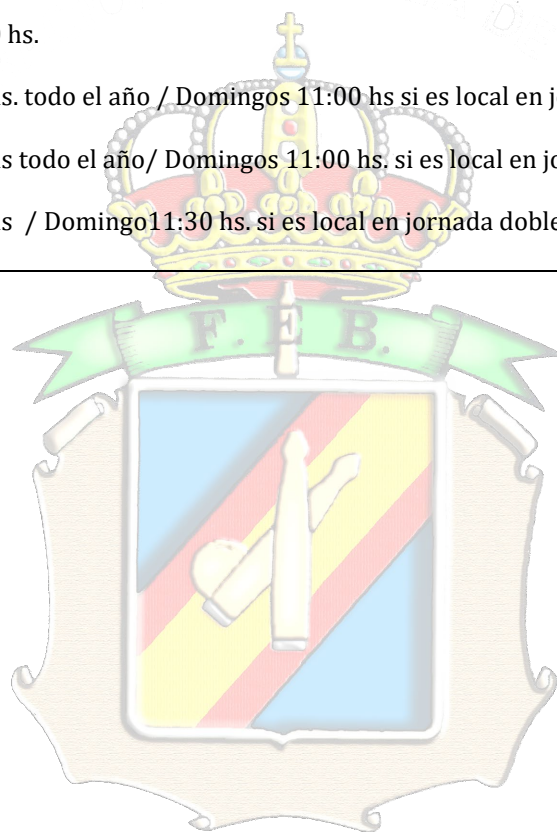 hs.
s. todo el año / Domingos 11:00 hs si es local en j
s todo el año/ Domingos 11:00 hs. si es local en jo
s / Domingo11:30 hs. si es local en jornada doble
F. E B.